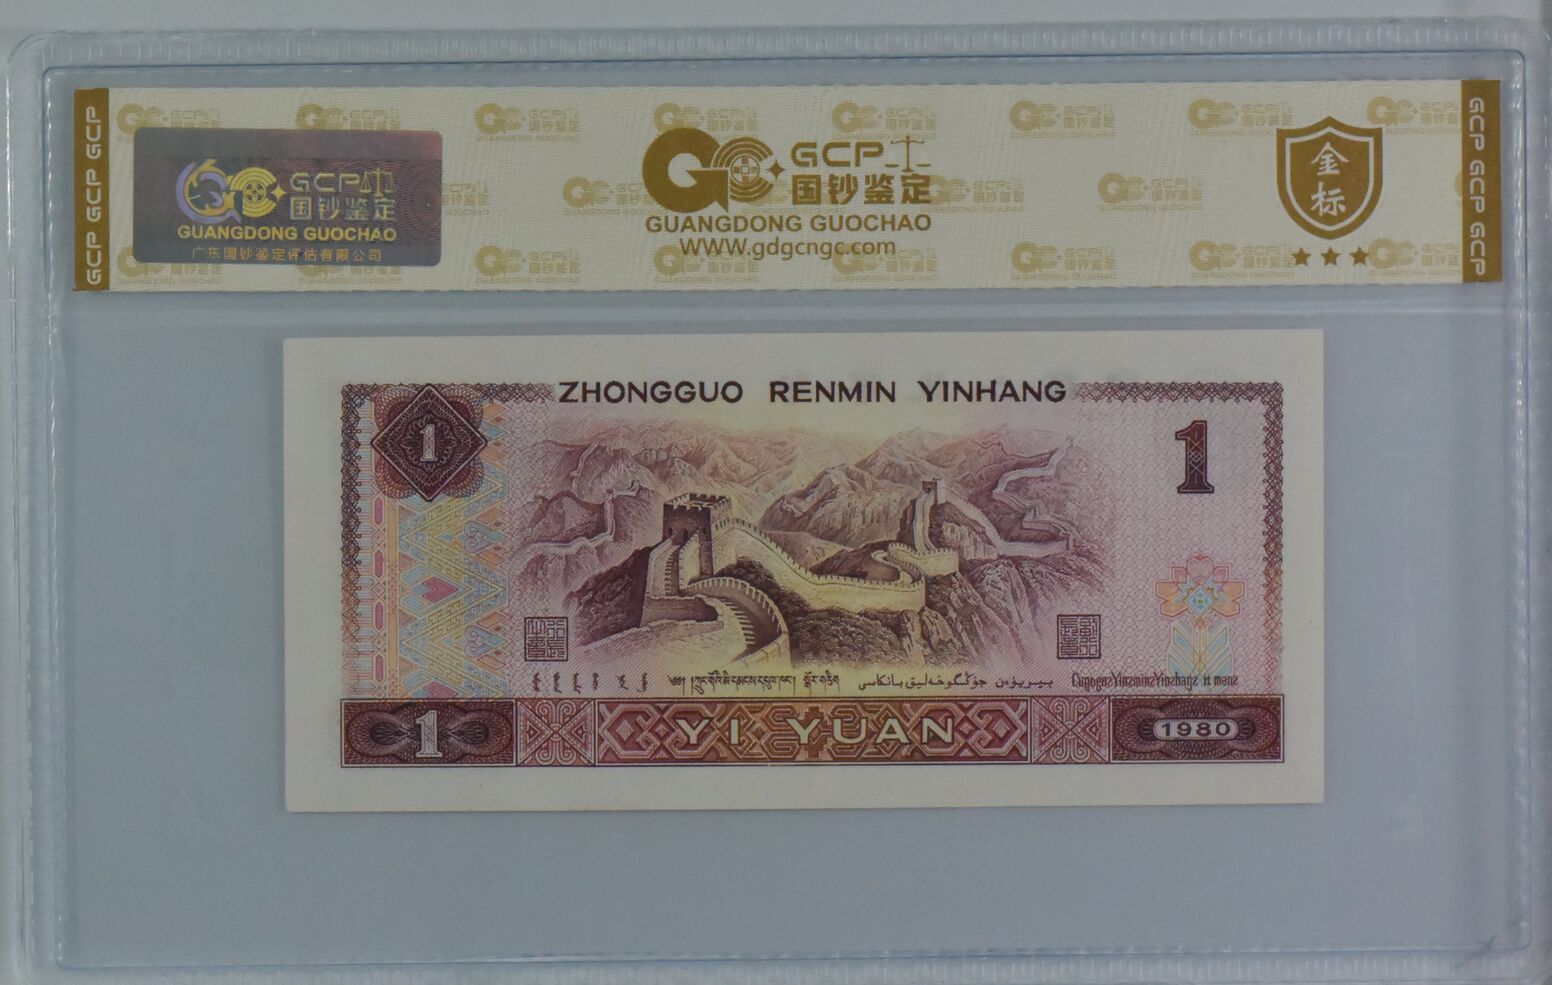 GCP GCP GCP
GCP
国钞鉴定
GUANGDONG GUOCHAO
广东国钞鉴定评估有限公司
GCP
国钞鉴定
GUANGDONG GUOCHAO
WWW.gdgcngc.com
金
标
GCP GCP GCP
ZHONGGUO RENMIN YINHANG
1
1
1
YI YUAN
1980